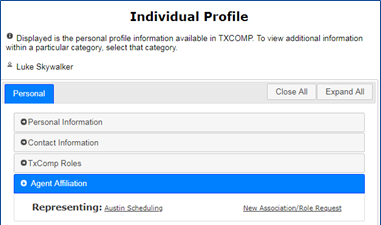 Individual Profile
Displayed is the personal profile information available in TXCOMP. To view additional information
within a particular category, select that category.
Luke Skywalker
Personal
Close All
Expand All
Personal Information
Contact Information
TxComp Roles
Agent Affiliation
Representing: Austin Scheduling
New Association/Role Request